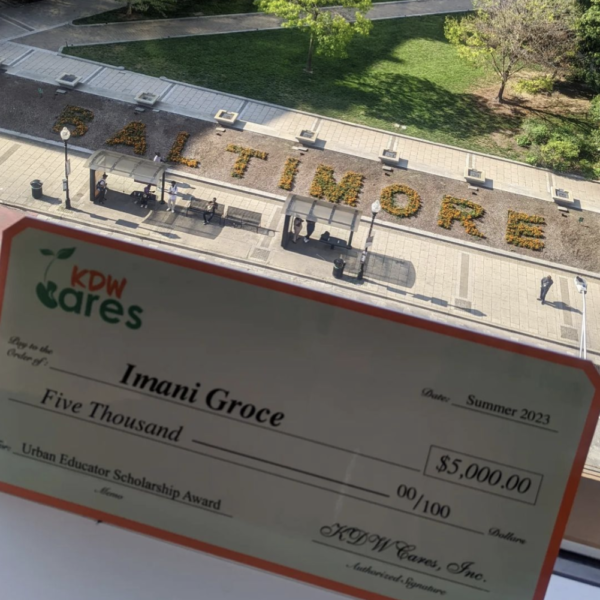 BALTIMORE
KDW
Cares
Pay to the
Order of:
Imani Groce
Date: Summer 2023
Five Thousand
00/100 Dollars
$5,000.00
For: Urban Educator Scholarship Award
Memo
KDW Cares, Inc.
Authorized Signature